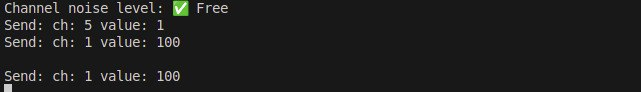 Channel noise level: ✅ Free
Send: ch: 5 value: 1
Send: ch: 1 value: 100
Send: ch: 1 value: 100